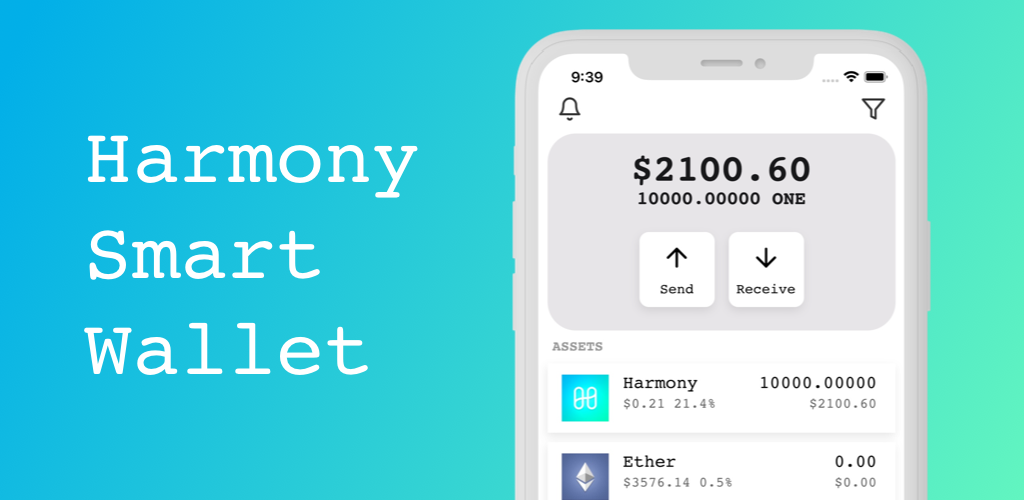 Harmony
Smart
Wallet
9:39
$2100.60
10000.00000 ONE
Send
Receive
ASSETS
Harmony
10000.00000
$0.21 21.4%
$2100.60
Ether
0.00
$3576.14 0.5%
$0.00